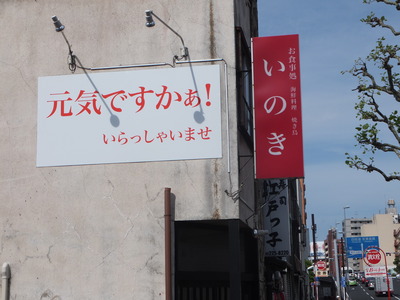 元気ですかぁ!
いらっしゃいませ
お食事処
いのき
海鮮料理 焼き鳥
江戸っ子